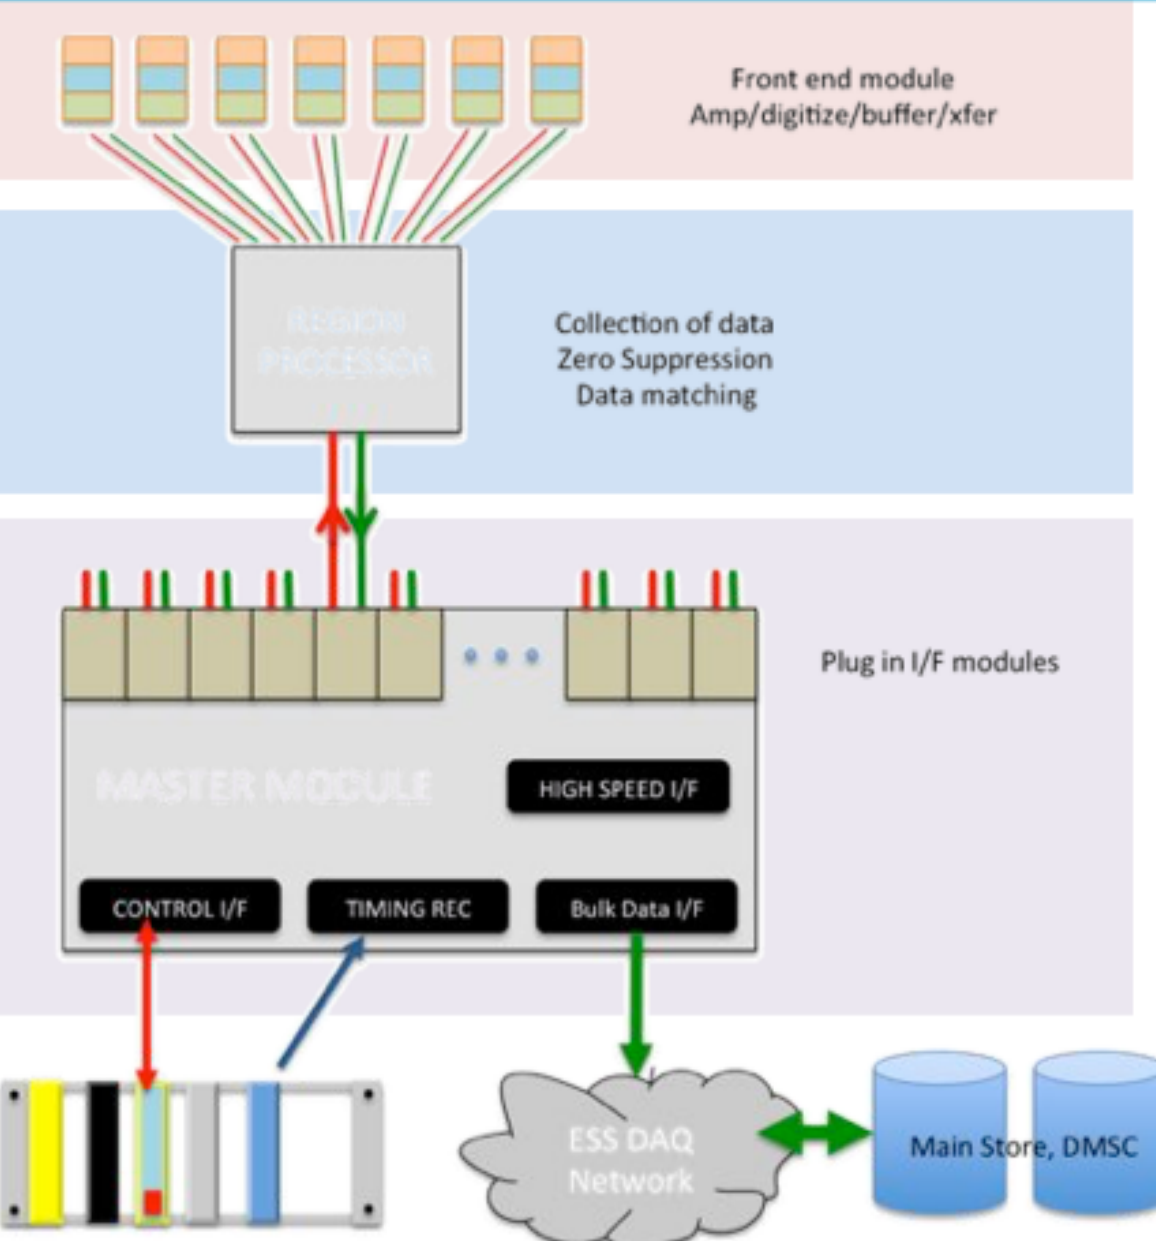 Front end module
Amp/digitize/buffer/xfer
REGION
PROCESSOR
Collection of data
Zero Suppression
Data matching
Plug in I/F modules
MASTER MODULE
HIGH SPEED I/F
CONTROL I/F
TIMING REC
Bulk Data I/F
ESS DAQ
Network
Main Store, DMSC